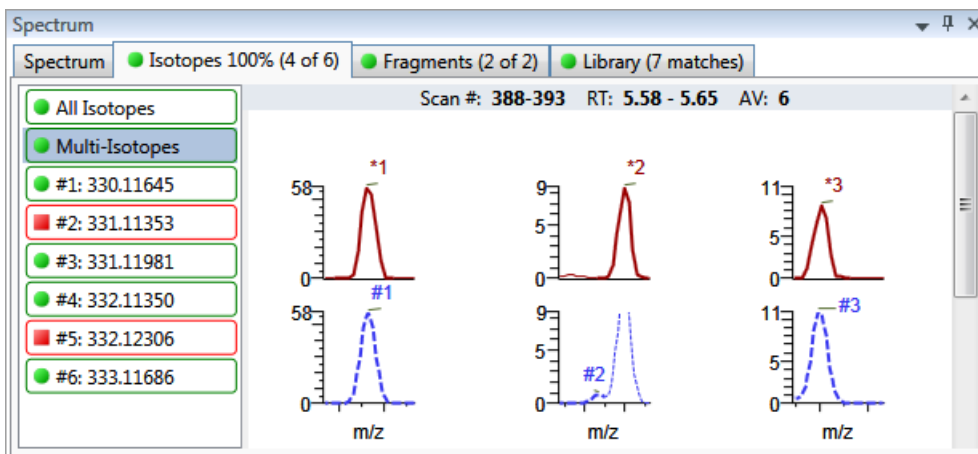 Spectrum
Spectrum Isotopes 100% (4 of 6) Fragments (2 of 2) Library (7 matches)
All Isotopes
Multi-Isotopes
#1: 330.11645
#2: 331.11353
#3: 331.11981
#4: 332.11350
#5: 332.12306
#6: 333.11686
Scan #: 388-393 RT: 5.58 - 5.65 AV: 6
*1 *2 *3
58 9 11
5 5
0 0 0
#1 #2 #3
58 9 11
5 5
0 0 0
m/z m/z m/z